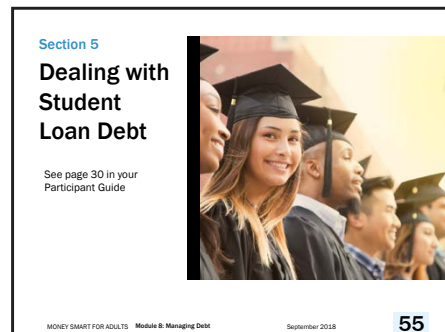 Section 5
Dealing with
Student
Loan Debt
See page 30 in your
Participant Guide
MONEY SMART FOR ADULTS Module 8: Managing Debt September 2018 55